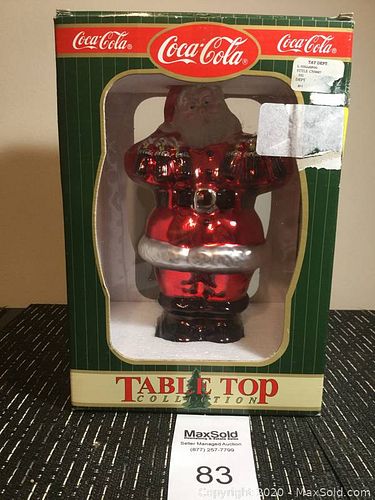 Coca-Cola
Coca-Cola
Coca-Cola
TABLE TOP
COLLECTION
MaxSold
Seller Managed Auction
(877) 257-7799
83
Copyright©2020 MaxSold.com